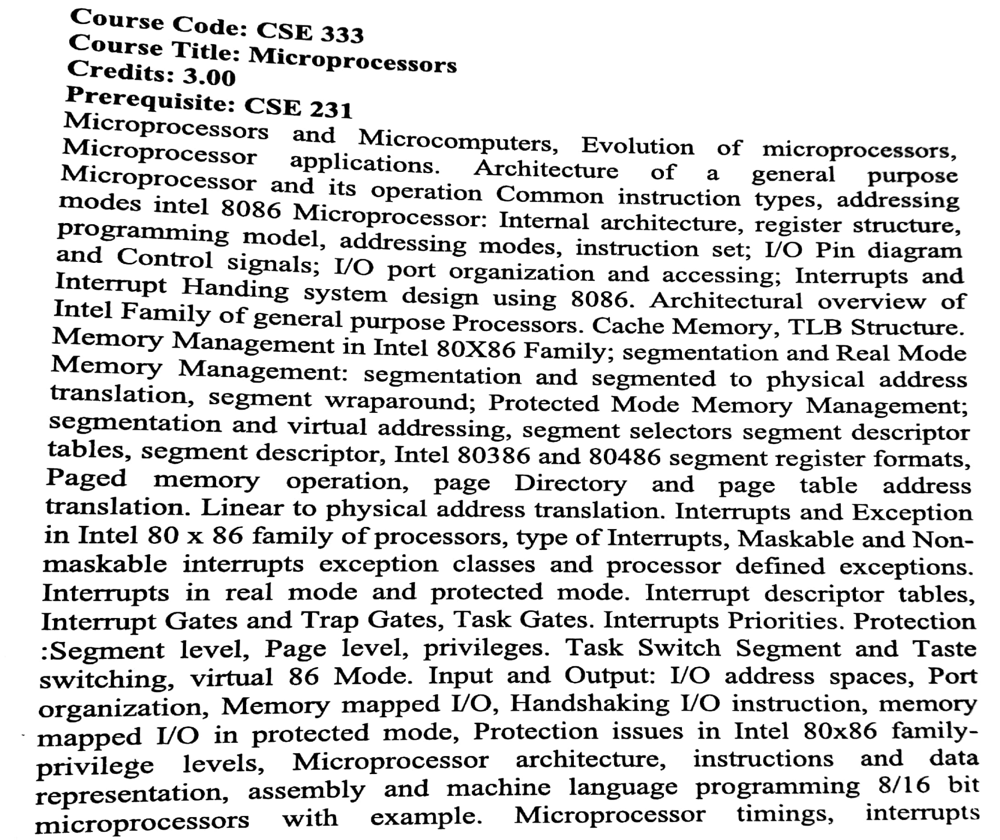 Course Code: CSE 333
Course Title: Microprocessors
Credits: 3.00
Prerequisite: CSE 231
Microprocessors and Microcomputers, Evolution of microprocessors,
Microprocessor applications. Architecture of a general purpose
Microprocessor and its operation Common instruction types, addressing
modes intel 8086 Microprocessor: Internal architecture, register structure,
programming model, addressing modes, instruction set; I/O Pin diagram
and Control signals; I/O port organization and accessing; Interrupts and
Interrupt Handing system design using 8086. Architectural overview of
Intel Family of general purpose Processors. Cache Memory, TLB Structure.
Memory Management in Intel 80X86 Family; segmentation and Real Mode
Memory Management: segmentation and segmented to physical address
translation, segment wraparound; Protected Mode Memory Management;
segmentation and virtual addressing, segment selectors segment descriptor
tables, segment descriptor, Intel 80386 and 80486 segment register formats,
Paged memory operation, page Directory and page table address
translation. Linear to physical address translation. Interrupts and Exception
in Intel 80 x 86 family of processors, type of Interrupts, Maskable and Non-
maskable interrupts exception classes and processor defined exceptions.
Interrupts in real mode and protected mode. Interrupt descriptor tables,
Interrupt Gates and Trap Gates, Task Gates. Interrupts Priorities. Protection
:Segment level, Page level, privileges. Task Switch Segment and Taste
switching, virtual 86 Mode. Input and Output: I/O address spaces, Port
organization, Memory mapped I/O, Handshaking I/O instruction, memory
mapped I/O in protected mode, Protection issues in Intel 80x86 family-
privilege levels, Microprocessor architecture, instructions and data
representation, assembly and machine language programming 8/16 bit
microprocessors with example. Microprocessor timings, interrupts